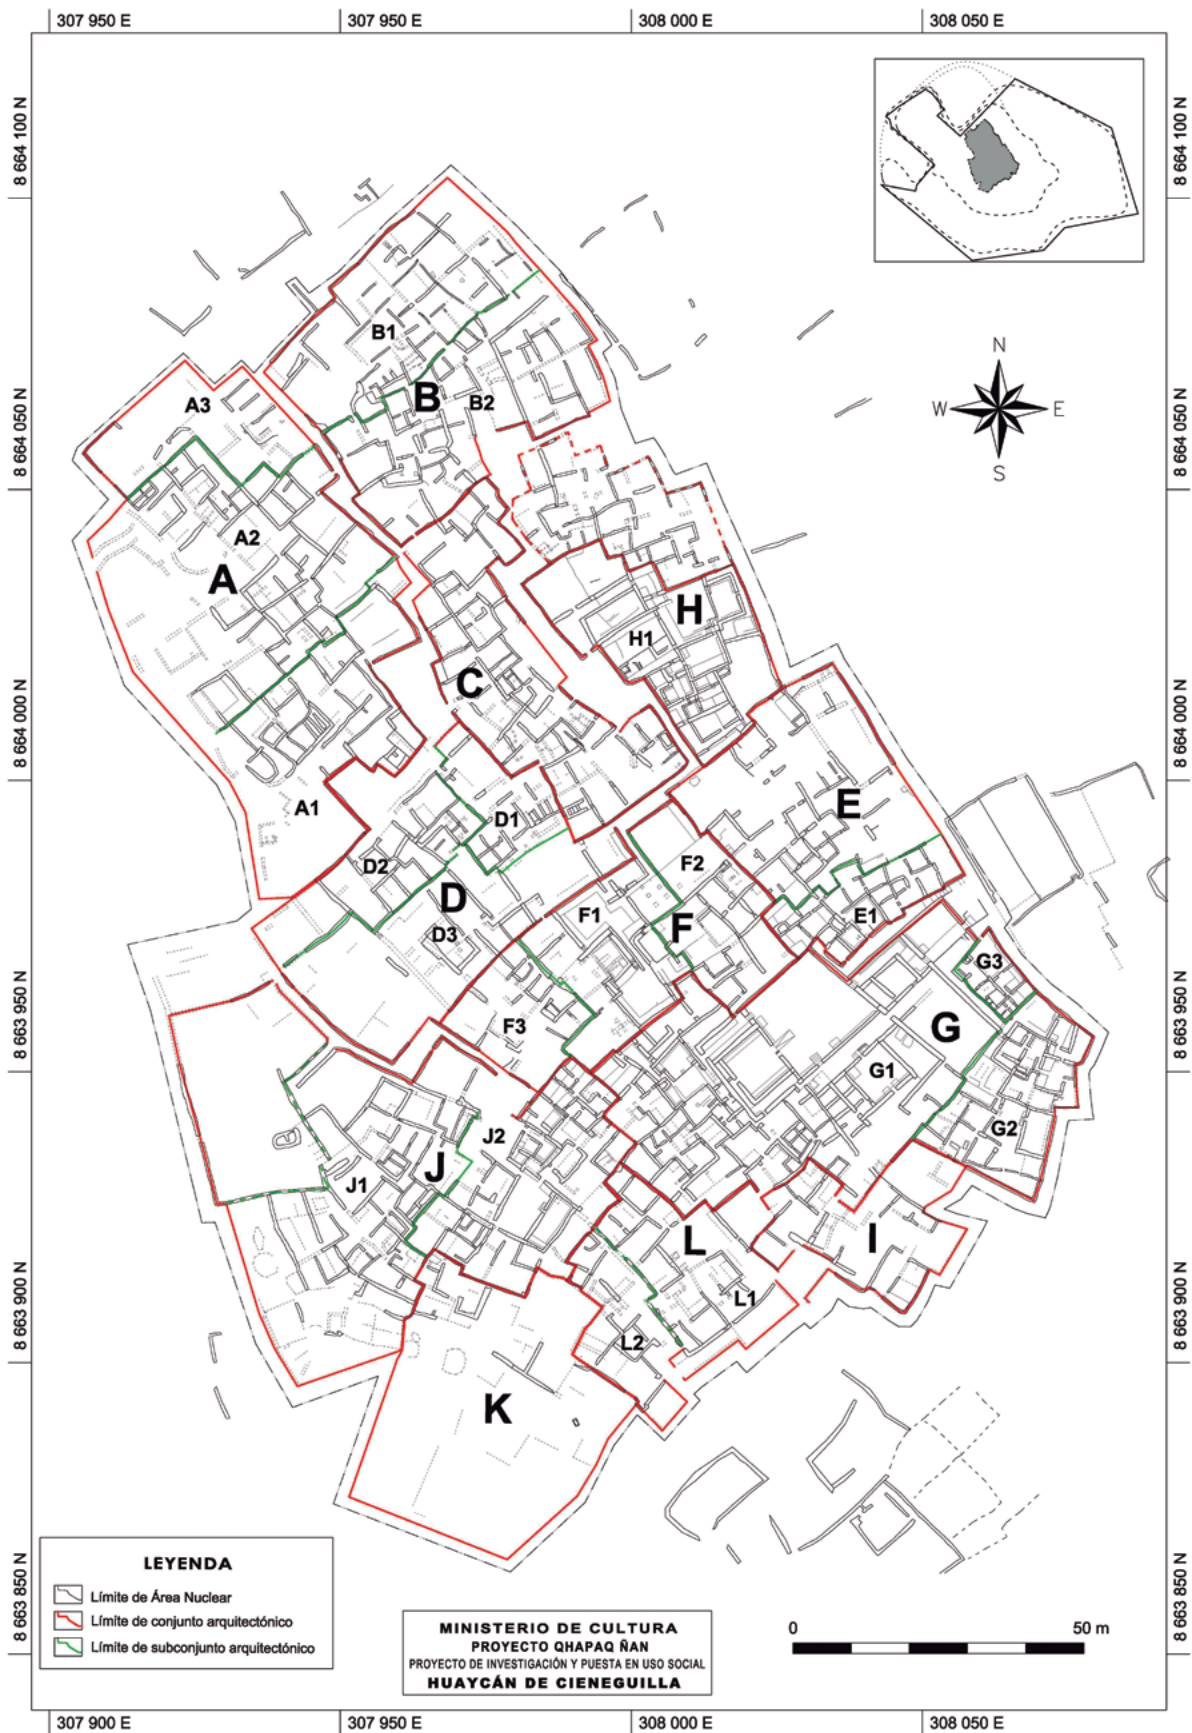 307 950 E
307 950 E
308 000 E
308 050 E
8 664 100 N
8 664 100 N
B1
B
B2
A3
N
W
E
S
8 664 050 N
8 664 050 N
A2
A
H
H1
C
8 664 000 N
8 664 000 N
A1
D1
E
D2
F2
D
F1
E1
D3
F
G3
8 663 950 N
8 663 950 N
F3
G
G1
J2
G2
J
J1
L
I
L1
8 663 900 N
8 663 900 N
L2
K
LEYENDA
Límite de Área Nuclear
Límite de conjunto arquitectónico
Límite de subconjunto arquitectónico
MINISTERIO DE CULTURA
PROYECTO QHAPAQ ÑAN
PROYECTO DE INVESTIGACIÓN Y PUESTA EN USO SOCIAL
HUAYCÁN DE CIENEGUILLA
0
50 m
8 663 850 N
8 663 850 N
307 900 E
307 950 E
308 000 E
308 050 E